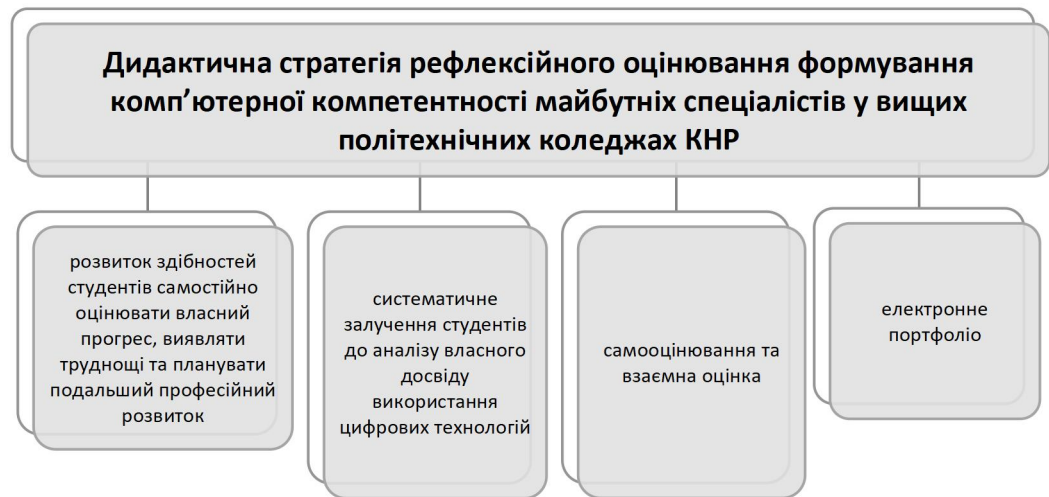 Дидактична стратегія рефлексійного оцінювання формування
комп’ютерної компетентності майбутніх спеціалістів у вищих
політехнічних коледжах КНР
розвиток здібностей
студентів самостійно
оцінювати власний
прогрес, виявляти
труднощі та планувати
подальший професійний
розвиток
систематичне
залучення студентів
до аналізу власного
досвіду
використання
цифрових технологій
самооцінювання та
взаємна оцінка
електронне
портфоліо